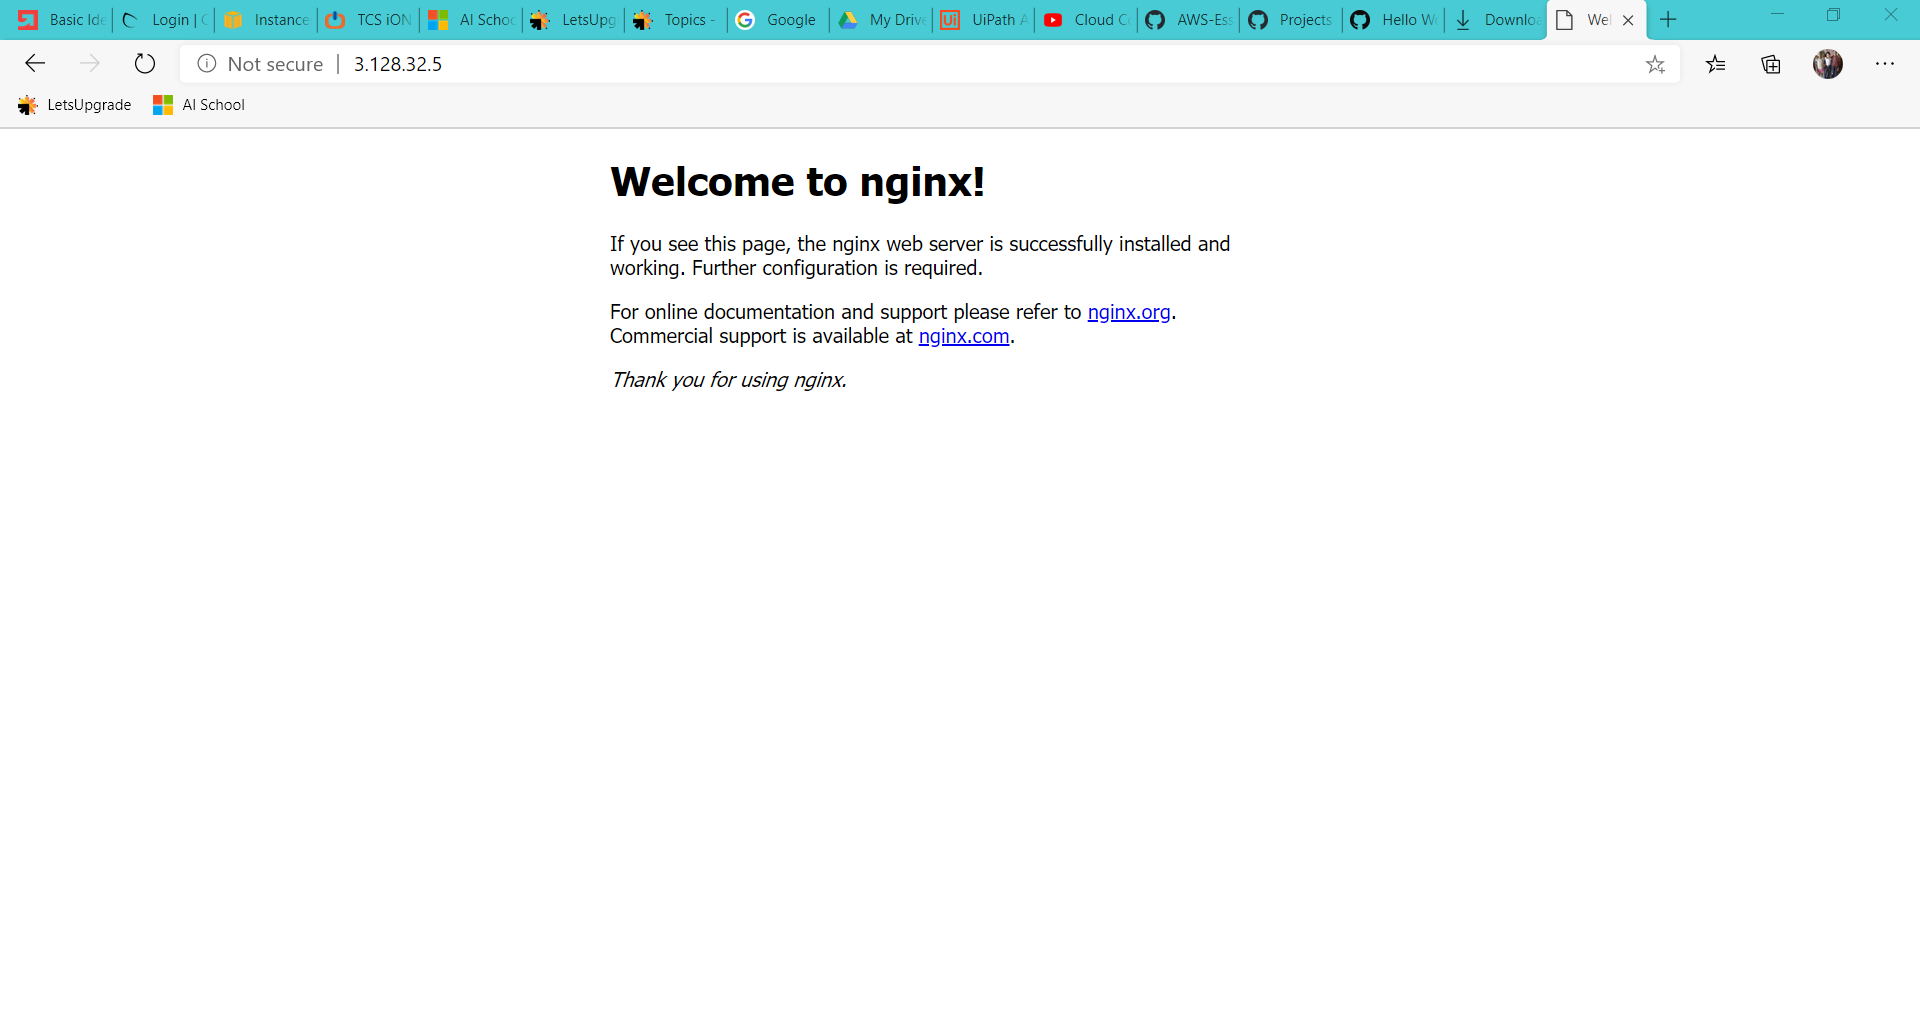 Basic Ide
Login | C
Instance
TCS iON
AI Schoo
LetsUpg
Topics -
Google
My Drive
UiPath A
Cloud Co
AWS-Ess
Projects
Hello Wo
Downloa
Wel
Not secure | 3.128.32.5
LetsUpgrade
AI School
Welcome to nginx!
If you see this page, the nginx web server is successfully installed and
working. Further configuration is required.
For online documentation and support please refer to nginx.org.
Commercial support is available at nginx.com.
Thank you for using nginx.